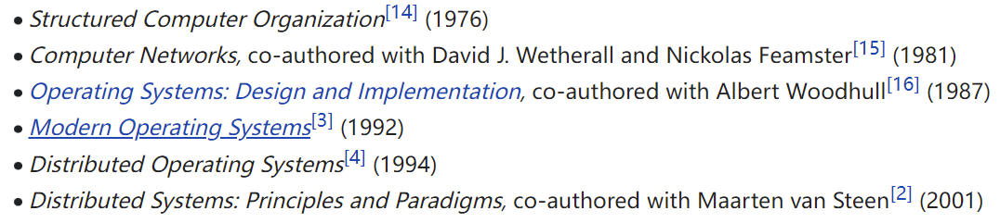 • Structured Computer Organization[14] (1976)
• Computer Networks, co-authored with David J. Wetherall and Nickolas Feamster[15] (1981)
• Operating Systems: Design and Implementation, co-authored with Albert Woodhull[16] (1987)
• Modern Operating Systems[3] (1992)
• Distributed Operating Systems[4] (1994)
• Distributed Systems: Principles and Paradigms, co-authored with Maarten van Steen[2] (2001)